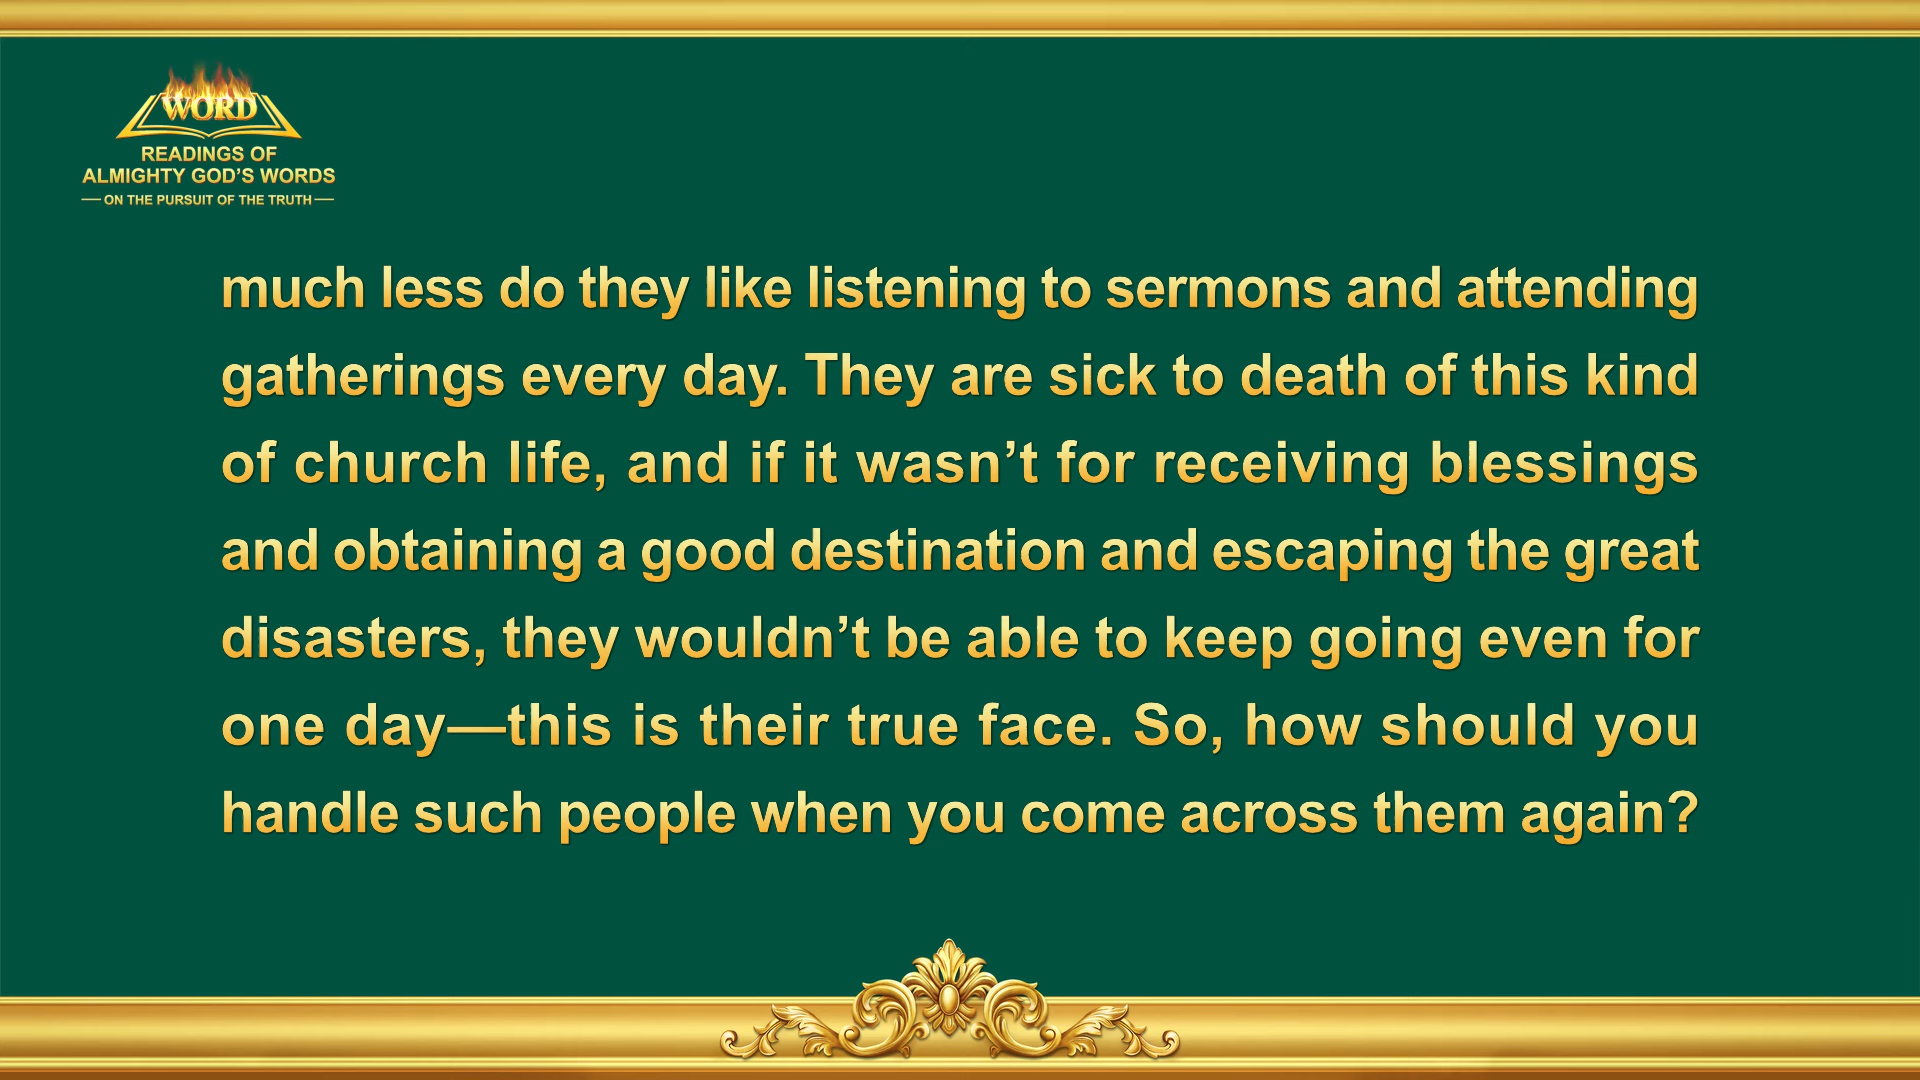 WORD
READINGS OF
ALMIGHTY GOD'S WORDS
ON THE PURSUIT OF THE TRUTH
much less do they like listening to sermons and attending
gatherings every day. They are sick to death of this kind
of church life, and if it wasn’t for receiving blessings
and obtaining a good destination and escaping the great
disasters, they wouldn’t be able to keep going even for
one day—this is their true face. So, how should you
handle such people when you come across them again?